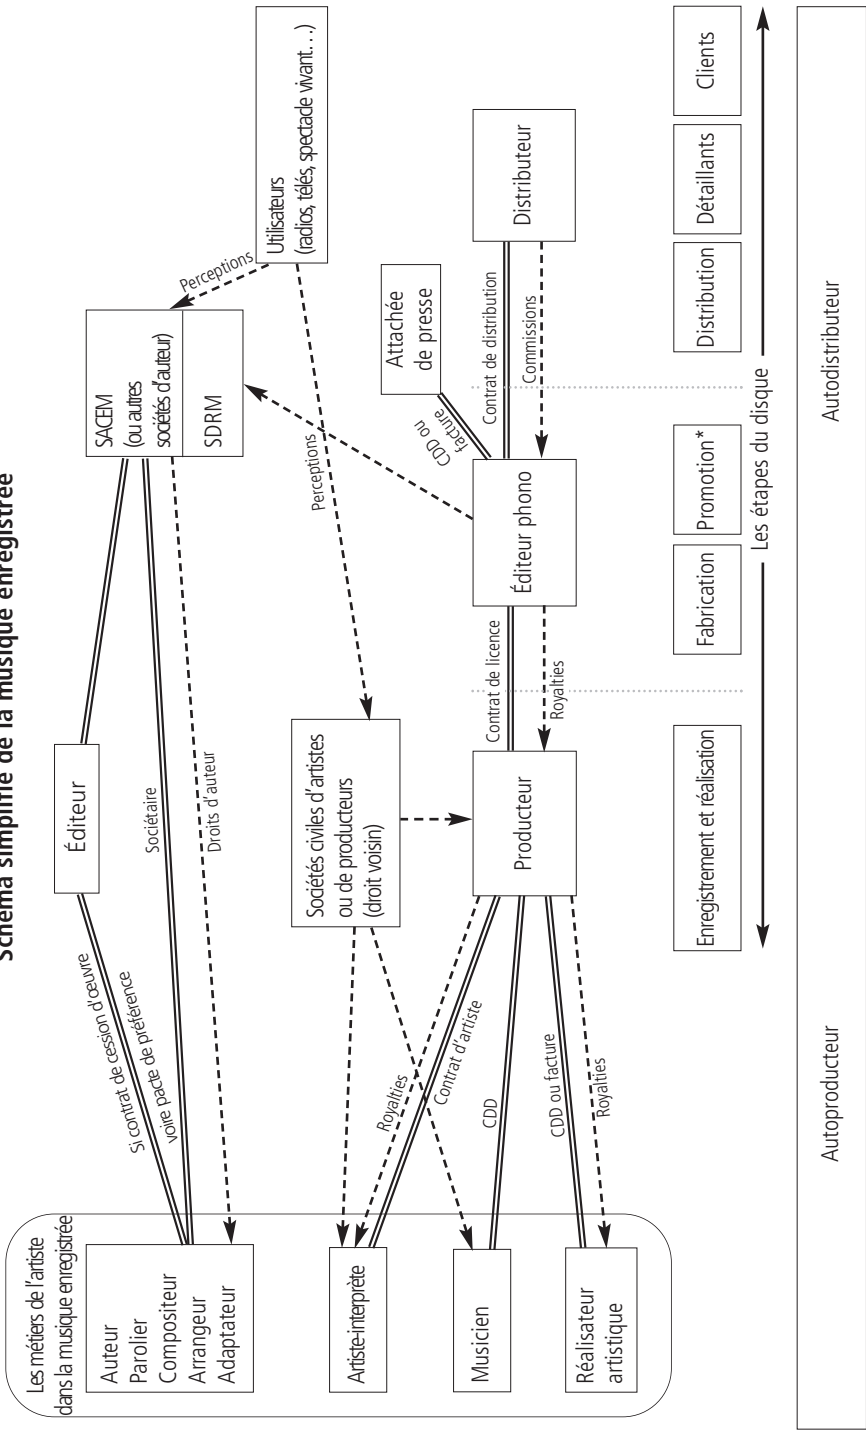 Schéma simplifié de la musique enregistrée
Les métiers de l'artiste
dans la musique enregistrée
Auteur
Parolier
Compositeur
Arrangeur
Adaptateur
Si contrat de cession d'œuvre
voire pacte de préférence
Éditeur
Sociétaire
Droits d'auteur
SACEM
(ou autres
sociétés d'auteur)
SDRM
Perceptions
Utilisateurs
(radios, télés, spectacle vivant…)
Perceptions
Sociétés civiles d'artistes
ou de producteurs
(droit voisin)
Artiste-interprète
Royalties
Contrat d'artiste
Musicien
CDD
Réalisateur
artistique
CDD ou facture
Royalties
Producteur
Contrat de licence
Royalties
Éditeur phono
CDD ou
facture
Attachée
de presse
Contrat de distribution
Commissions
Distributeur
Enregistrement et réalisation
Fabrication
Promotion*
Distribution
Détaillants
Clients
Les étapes du disque
Autoproducteur
Autodistributeur